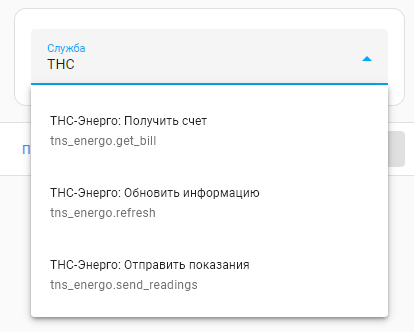 Служба
ТНС
ТНС-Энерго: Получить счет
tns_energo.get_bill
ТНС-Энерго: Обновить информацию
tns_energo.refresh
ТНС-Энерго: Отправить показания
tns_energo.send_readings